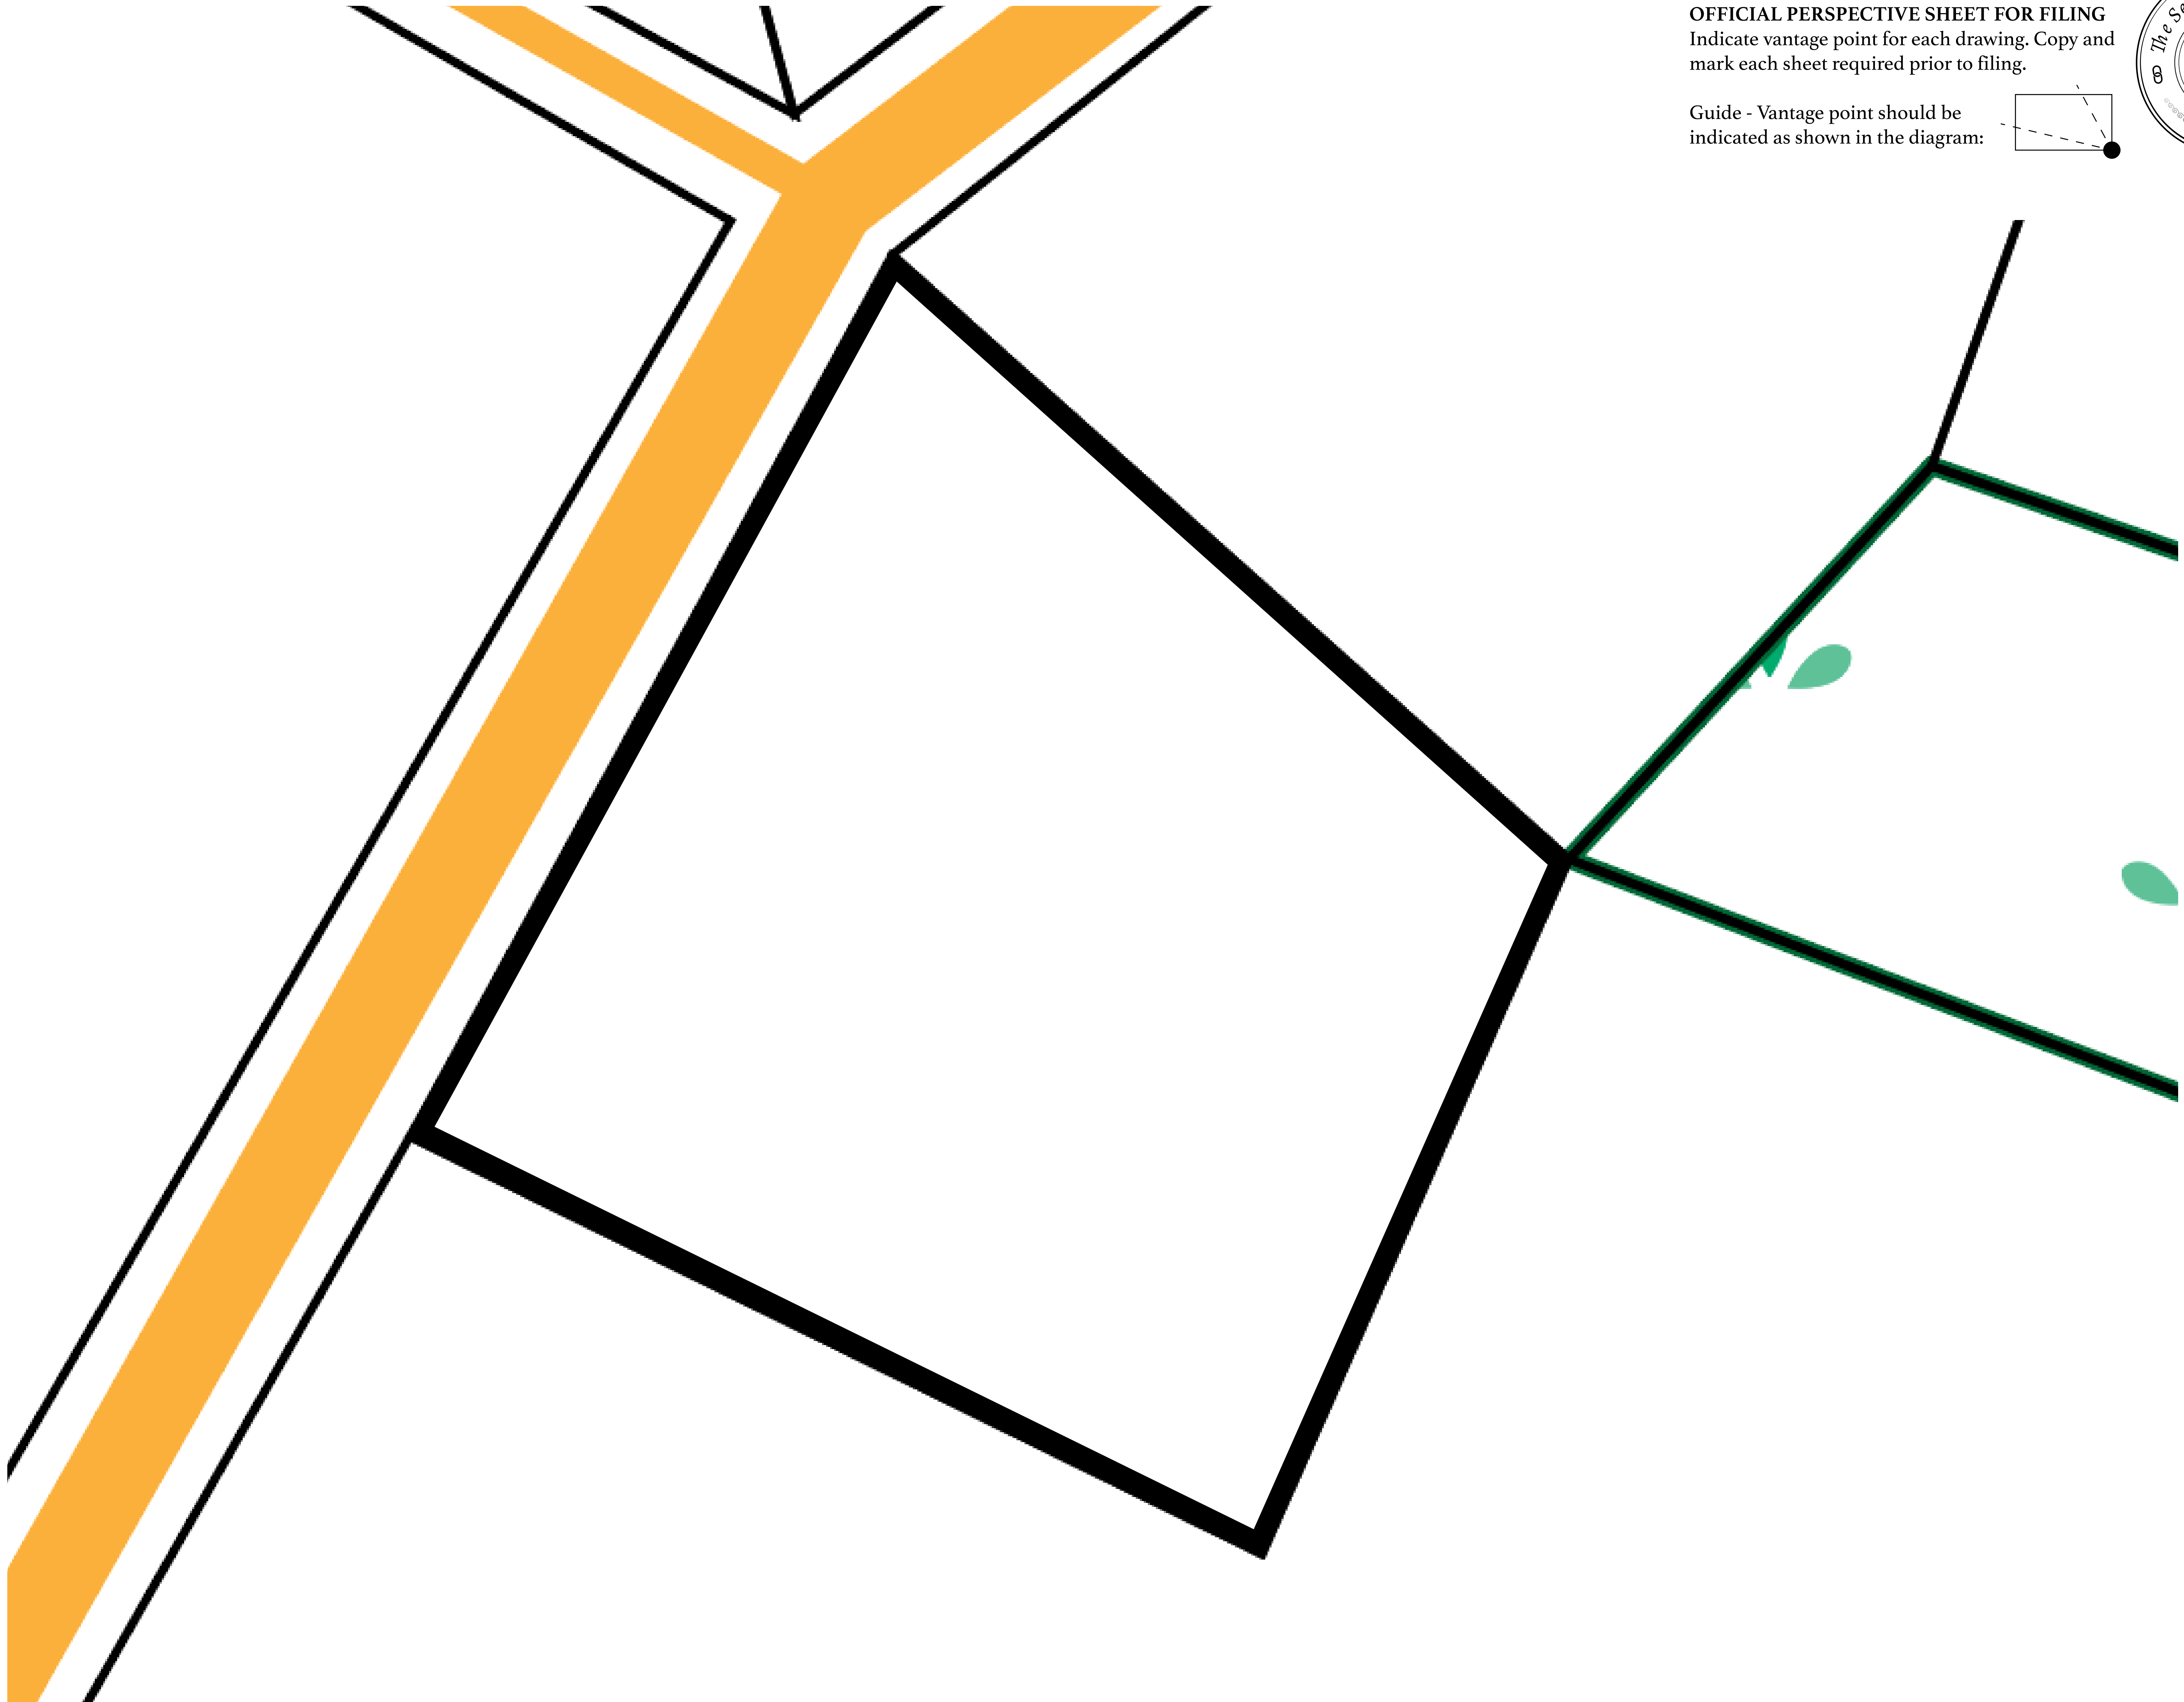 OFFICIAL PERSPECTIVE SHEET FOR FILING
Indicate vantage point for each drawing. Copy and
mark each sheet required prior to filing.
Guide - Vantage point should be
indicated as shown in the diagram:
The